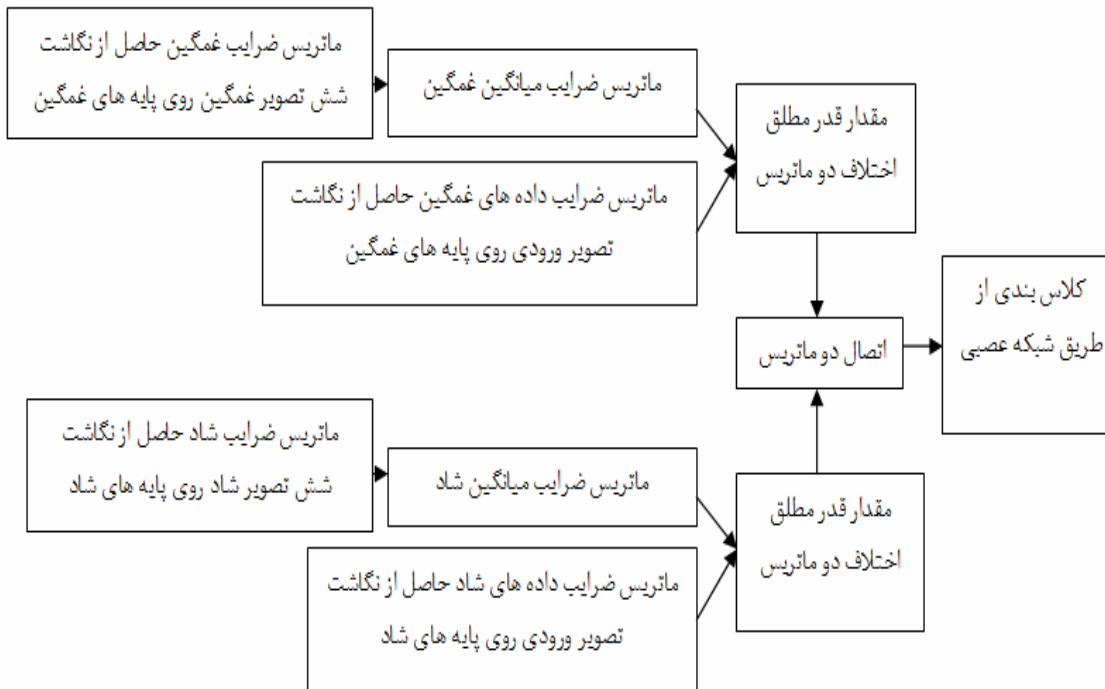 ماتریس ضرایب غمگین حاصل از نگاشت
شش تصویر غمگین روی پایه های غمگین
ماتریس ضرایب میانگین غمگین
ماتریس ضرایب داده های غمگین حاصل از نگاشت
تصویر ورودی روی پایه های غمگین
مقدار قدر مطلق
اختلاف دو ماتریس
اتصال دو ماتریس
کلاس بندی از
طریق شبکه عصبی
ماتریس ضرایب شاد حاصل از نگاشت
شش تصویر شاد روی پایه های شاد
ماتریس ضرایب میانگین شاد
ماتریس ضرایب داده های شاد حاصل از نگاشت
تصویر ورودی روی پایه های شاد
مقدار قدر مطلق
اختلاف دو ماتریس